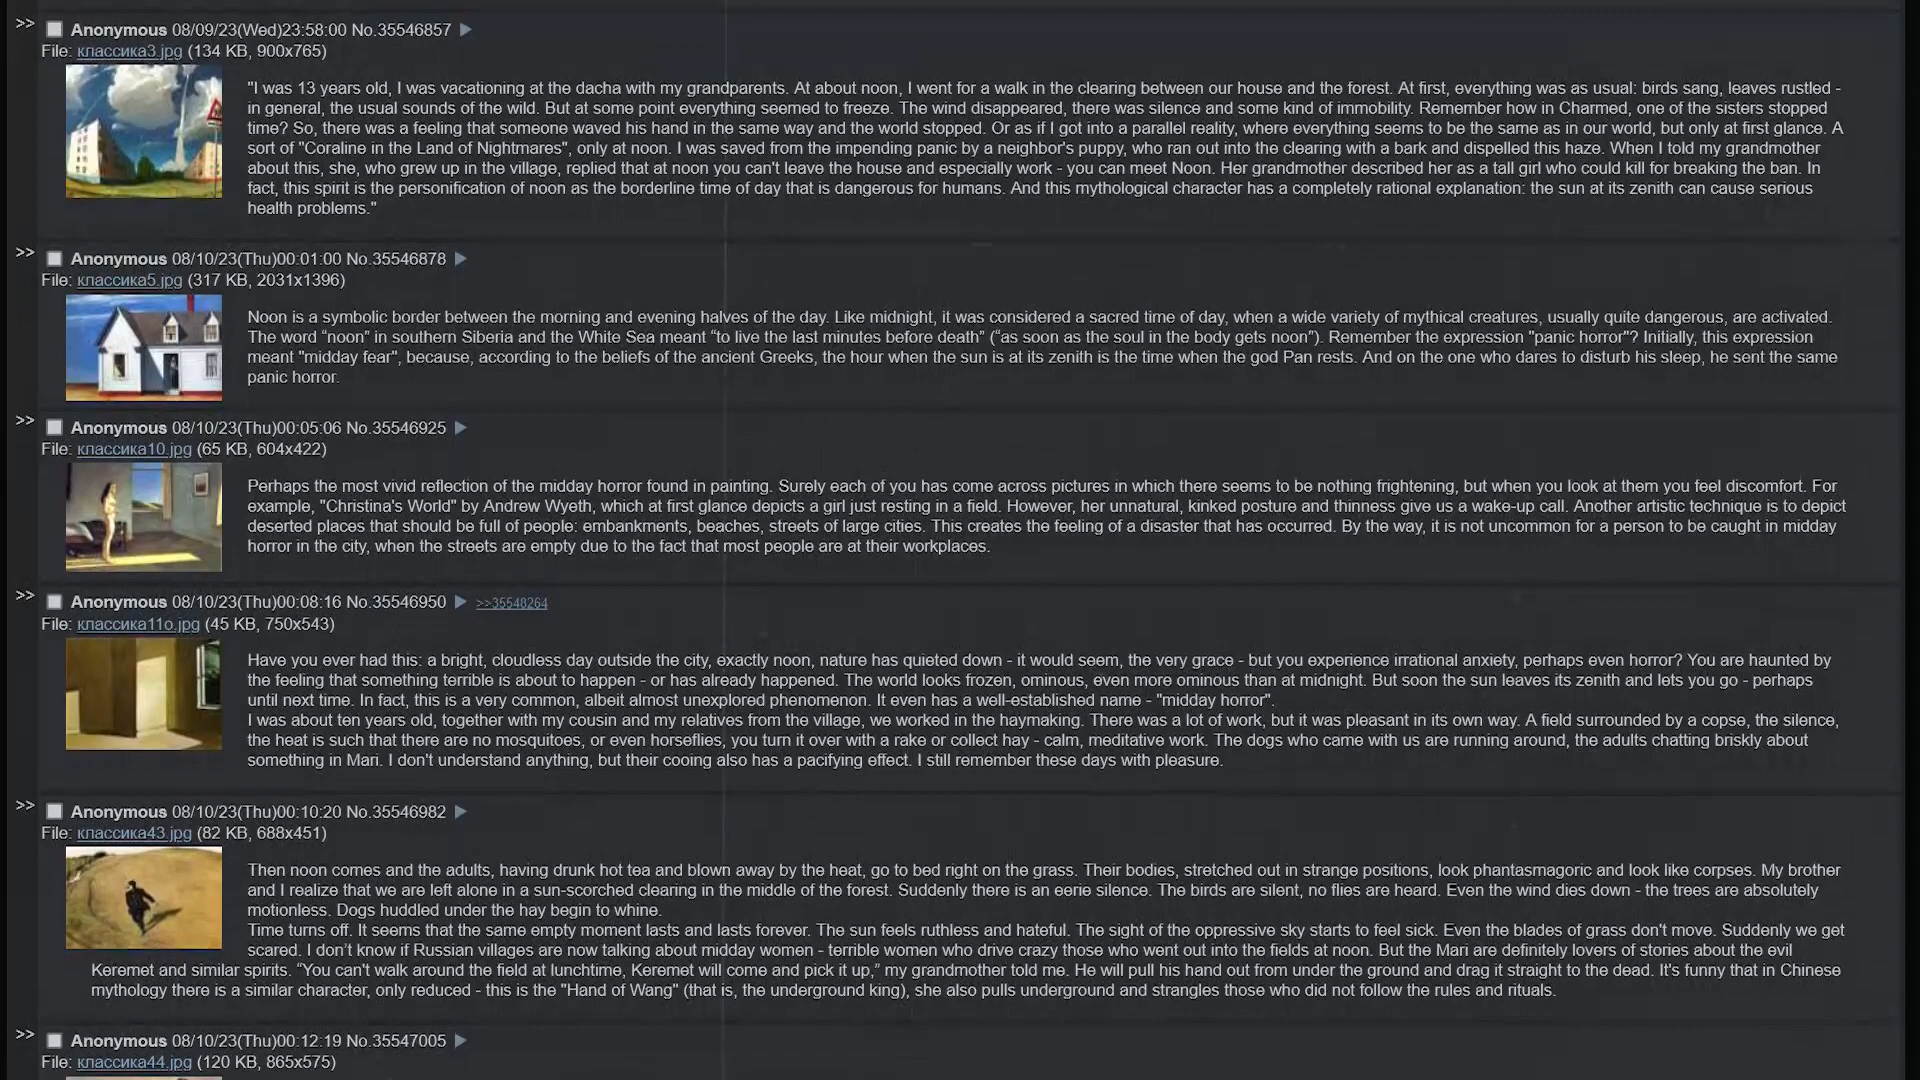 >> Anonymous 08/09/23(Wed)23:58:00 No.35546857
File: классика3.jpg (134 KB, 900x765)
"I was 13 years old, I was vacationing at the dacha with my grandparents. At about noon, I went for a walk in the clearing between our house and the forest. At first, everything was as usual: birds sang, leaves rustled -
in general, the usual sounds of the wild. But at some point everything seemed to freeze. The wind disappeared, there was silence and some kind of immobility. Remember how in Charmed, one of the sisters stopped
time? So, there was a feeling that someone waved his hand in the same way and the world stopped. Or as if I got into a parallel reality, where everything seems to be the same as in our world, but only at first glance. A
sort of "Coraline in the Land of Nightmares", only at noon. I was saved from the impending panic by a neighbor's puppy, who ran out into the clearing with a bark and dispelled this haze. When I told my grandmother
about this, she, who grew up in the village, replied that at noon you can't leave the house and especially work - you can meet Noon. Her grandmother described her as a tall girl who could kill for breaking the ban. In
fact, this spirit is the personification of noon as the borderline time of day that is dangerous for humans. And this mythological character has a completely rational explanation: the sun at its zenith can cause serious
health problems."
>> Anonymous 08/10/23(Thu)00:01:00 No.35546878
File: классика5.jpg (317 KB, 2031x1396)
Noon is a symbolic border between the morning and evening halves of the day. Like midnight, it was considered a sacred time of day, when a wide variety of mythical creatures, usually quite dangerous, are activated.
The word “noon” in southern Siberia and the White Sea meant “to live the last minutes before death” (“as soon as the soul in the body gets noon”). Remember the expression "panic horror"? Initially, this expression
meant "midday fear", because, according to the beliefs of the ancient Greeks, the hour when the sun is at its zenith is the time when the god Pan rests. And on the one who dares to disturb his sleep, he sent the same
panic horror.
>> Anonymous 08/10/23(Thu)00:05:06 No.35546925
File: классика10.jpg (65 KB, 604x422)
Perhaps the most vivid reflection of the midday horror found in painting. Surely each of you has come across pictures in which there seems to be nothing frightening, but when you look at them you feel discomfort. For
example, "Christina's World" by Andrew Wyeth, which at first glance depicts a girl just resting in a field. However, her unnatural, kinked posture and thinness give us a wake-up call. Another artistic technique is to depict
deserted places that should be full of people: embankments, beaches, streets of large cities. This creates the feeling of a disaster that has occurred. By the way, it is not uncommon for a person to be caught in midday
horror in the city, when the streets are empty due to the fact that most people are at their workplaces.
>> Anonymous 08/10/23(Thu)00:08:16 No.35546950 >>35548264
File: классика11о.jpg (45 KB, 750x543)
Have you ever had this: a bright, cloudless day outside the city, exactly noon, nature has quieted down - it would seem, the very grace - but you experience irrational anxiety, perhaps even horror? You are haunted by
the feeling that something terrible is about to happen - or has already happened. The world looks frozen, ominous, even more ominous than at midnight. But soon the sun leaves its zenith and lets you go - perhaps
until next time. In fact, this is a very common, albeit almost unexplored phenomenon. It even has a well-established name - "midday horror".
I was about ten years old, together with my cousin and my relatives from the village, we worked in the haymaking. There was a lot of work, but it was pleasant in its own way. A field surrounded by a copse, the silence,
the heat is such that there are no mosquitoes, or even horseflies, you turn it over with a rake or collect hay - calm, meditative work. The dogs who came with us are running around, the adults chatting briskly about
something in Mari. I don't understand anything, but their cooing also has a pacifying effect. I still remember these days with pleasure.
>> Anonymous 08/10/23(Thu)00:10:20 No.35546982
File: классика43.jpg (82 KB, 688x451)
Then noon comes and the adults, having drunk hot tea and blown away by the heat, go to bed right on the grass. Their bodies, stretched out in strange positions, look phantasmagoric and look like corpses. My brother
and I realize that we are left alone in a sun-scorched clearing in the middle of the forest. Suddenly there is an eerie silence. The birds are silent, no flies are heard. Even the wind dies down - the trees are absolutely
motionless. Dogs huddled under the hay begin to whine.
Time turns off. It seems that the same empty moment lasts and lasts forever. The sun feels ruthless and hateful. The sight of the oppressive sky starts to feel sick. Even the blades of grass don't move. Suddenly we get
scared. I don’t know if Russian villages are now talking about midday women - terrible women who drive crazy those who went out into the fields at noon. But the Mari are definitely lovers of stories about the evil
Keremet and similar spirits. “You can't walk around the field at lunchtime, Keremet will come and pick it up,” my grandmother told me. He will pull his hand out from under the ground and drag it straight to the dead. It's funny that in Chinese
mythology there is a similar character, only reduced - this is the "Hand of Wang" (that is, the underground king), she also pulls underground and strangles those who did not follow the rules and rituals.
>> Anonymous 08/10/23(Thu)00:12:19 No.35547005
File: классика44.jpg (120 KB, 865x575)